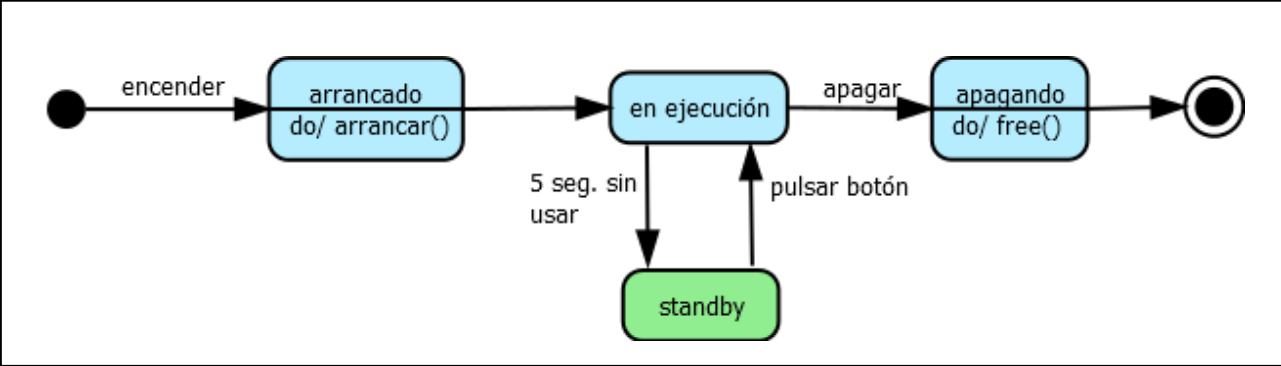 encender
arrancado
do/ arrancar()
en ejecución
apagar
apagando
do/ free()
5 seg. sin
usar
pulsar botón
standby